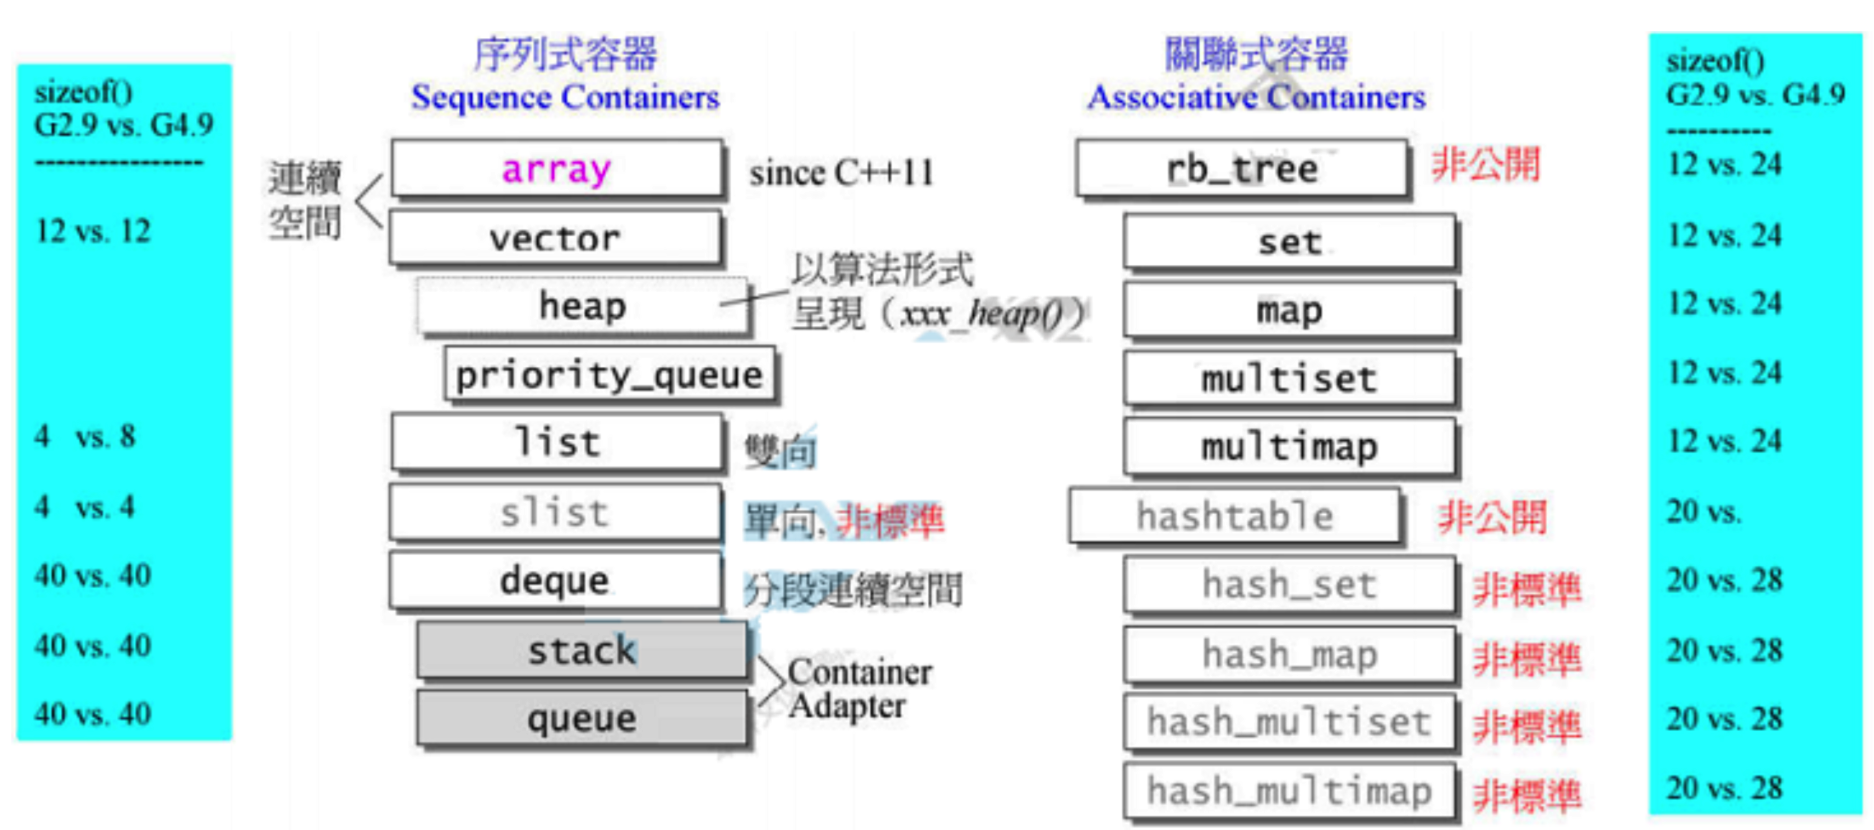 sizeof()
G2.9 vs. G4.9
----------------
12 vs. 12
4 vs. 8
4 vs. 4
40 vs. 40
40 vs. 40
40 vs. 40
序列式容器
Sequence Containers
連續
空間
array
since C++11
vector
heap
以算法形式
呈現（xxx_heap()）
priority_queue
list
雙向
slist
單向, 非標準
deque
分段連續空間
stack
queue
Container
Adapter
關聯式容器
Associative Containers
rb_tree
非公開
set
map
multiset
multimap
hashtable
非公開
hash_set
非標準
hash_map
非標準
hash_multiset
非標準
hash_multimap
非標準
sizeof()
G2.9 vs. G4.9
----------
12 vs. 24
12 vs. 24
12 vs. 24
12 vs. 24
12 vs. 24
20 vs.
20 vs. 28
20 vs. 28
20 vs. 28
20 vs. 28